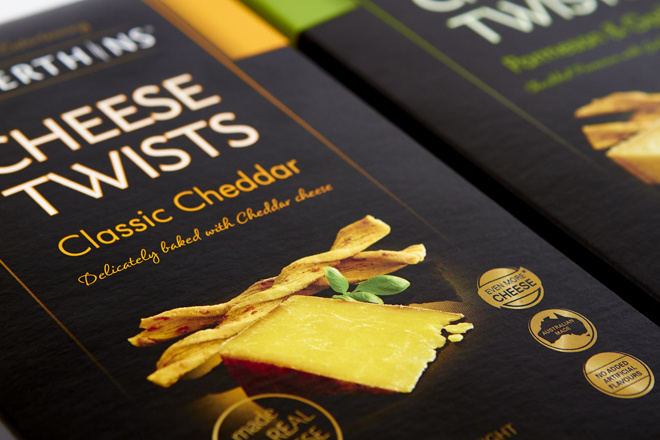 ERTHINS
CHEESE
TWISTS
Classic Cheddar
Delicately baked with Cheddar cheese
EVEN MORE
CHEESE
AUSTRALIAN
MADE
NO ADDED
ARTIFICIAL
FLAVOURS
made
REAL
TWISTS
Parmesan &